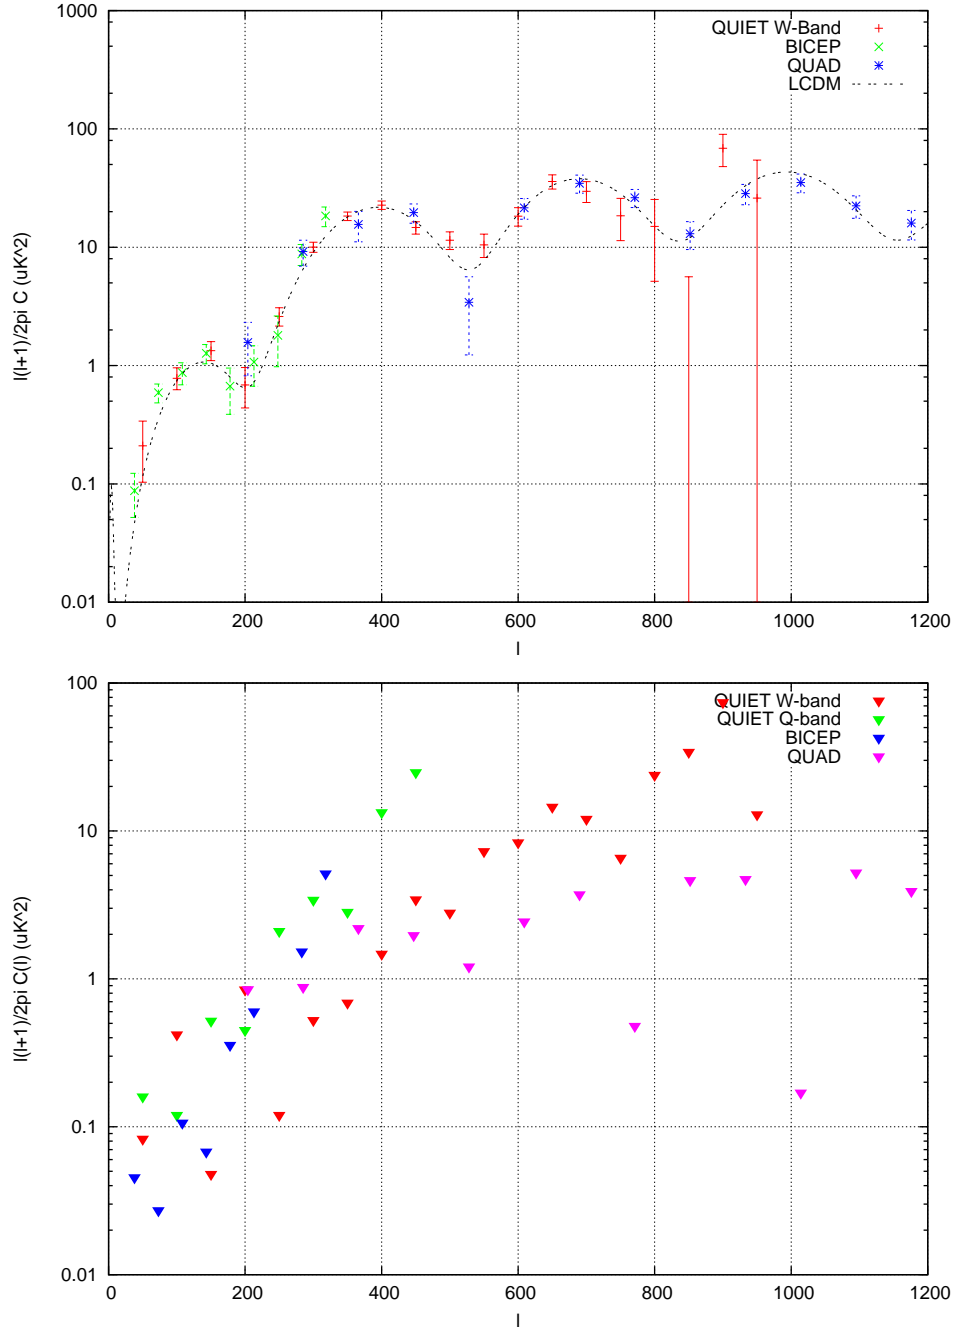 1000
100
10
1
0.1
0.01
l(l+1)/2pi C (uK^2)
QUIET W-Band
BICEP
QUAD
LCDM
0 200 400 600 800 1000 1200
l
100
10
1
0.1
0.01
l(l+1)/2pi C(l) (uK^2)
QUIET W-band
QUIET Q-band
BICEP
QUAD
0 200 400 600 800 1000 1200
l